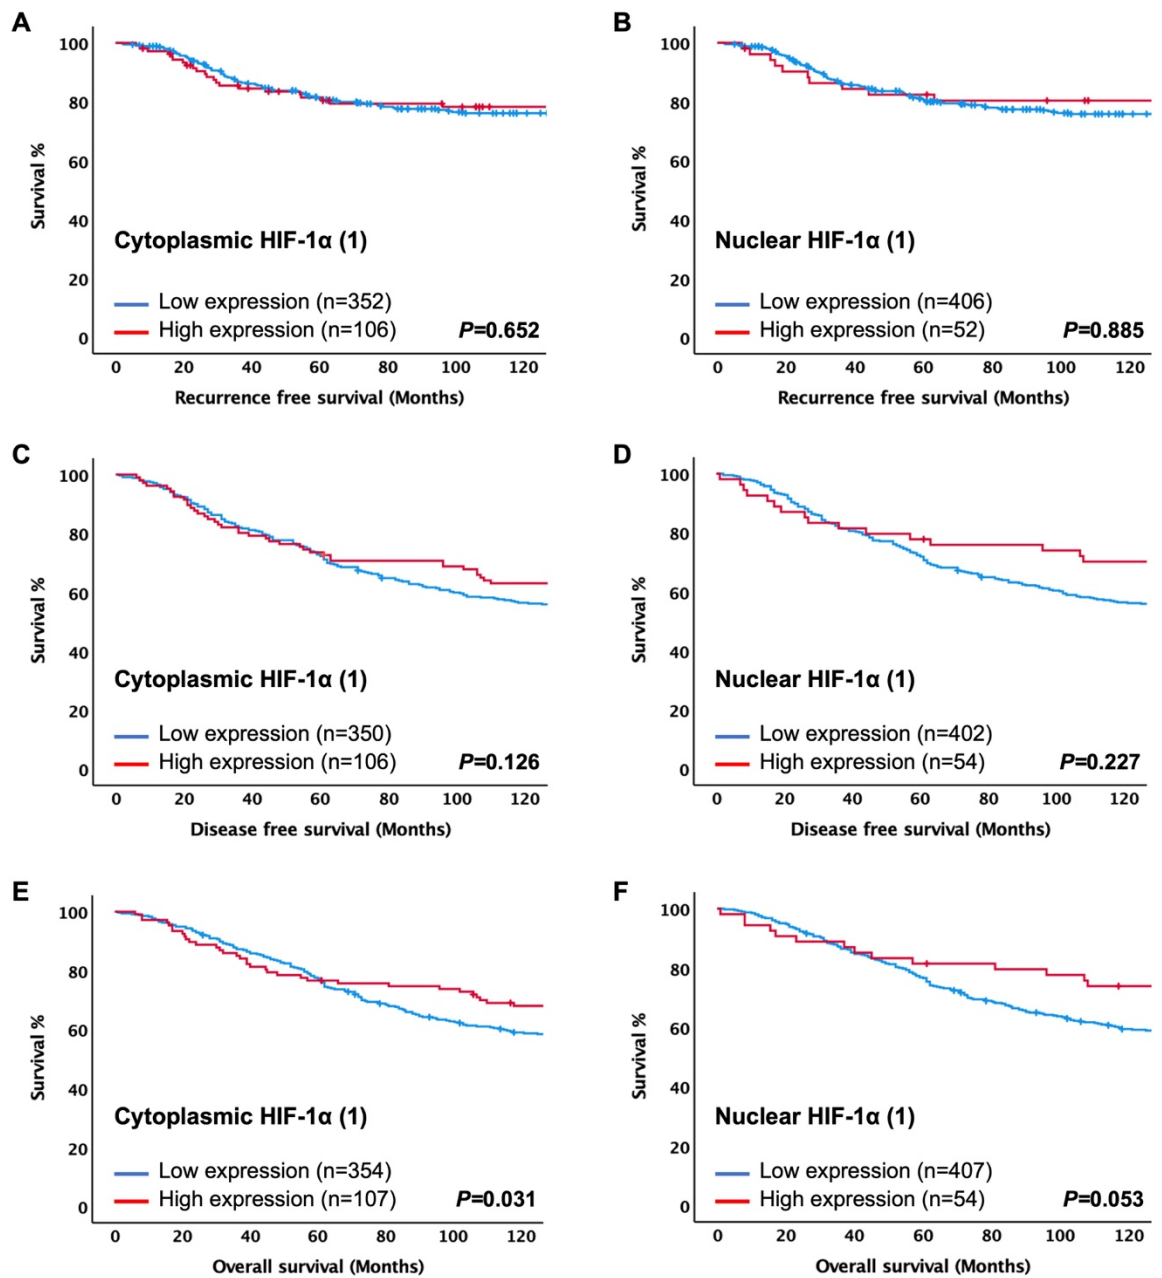 A
Survival %
100
80
60
40
20
0
Cytoplasmic HIF-1α (1)
Low expression (n=352)
High expression (n=106)
P=0.652
0 20 40 60 80 100 120
Recurrence free survival (Months)
B
Survival %
100
80
60
40
20
0
Nuclear HIF-1α (1)
Low expression (n=406)
High expression (n=52)
P=0.885
0 20 40 60 80 100 120
Recurrence free survival (Months)
C
Survival %
100
80
60
40
20
0
Cytoplasmic HIF-1α (1)
Low expression (n=350)
High expression (n=106)
P=0.126
0 20 40 60 80 100 120
Disease free survival (Months)
D
Survival %
100
80
60
40
20
0
Nuclear HIF-1α (1)
Low expression (n=402)
High expression (n=54)
P=0.227
0 20 40 60 80 100 120
Disease free survival (Months)
E
Survival %
100
80
60
40
20
0
Cytoplasmic HIF-1α (1)
Low expression (n=354)
High expression (n=107)
P=0.031
0 20 40 60 80 100 120
Overall survival (Months)
F
Survival %
100
80
60
40
20
0
Nuclear HIF-1α (1)
Low expression (n=407)
High expression (n=54)
P=0.053
0 20 40 60 80 100 120
Overall survival (Months)